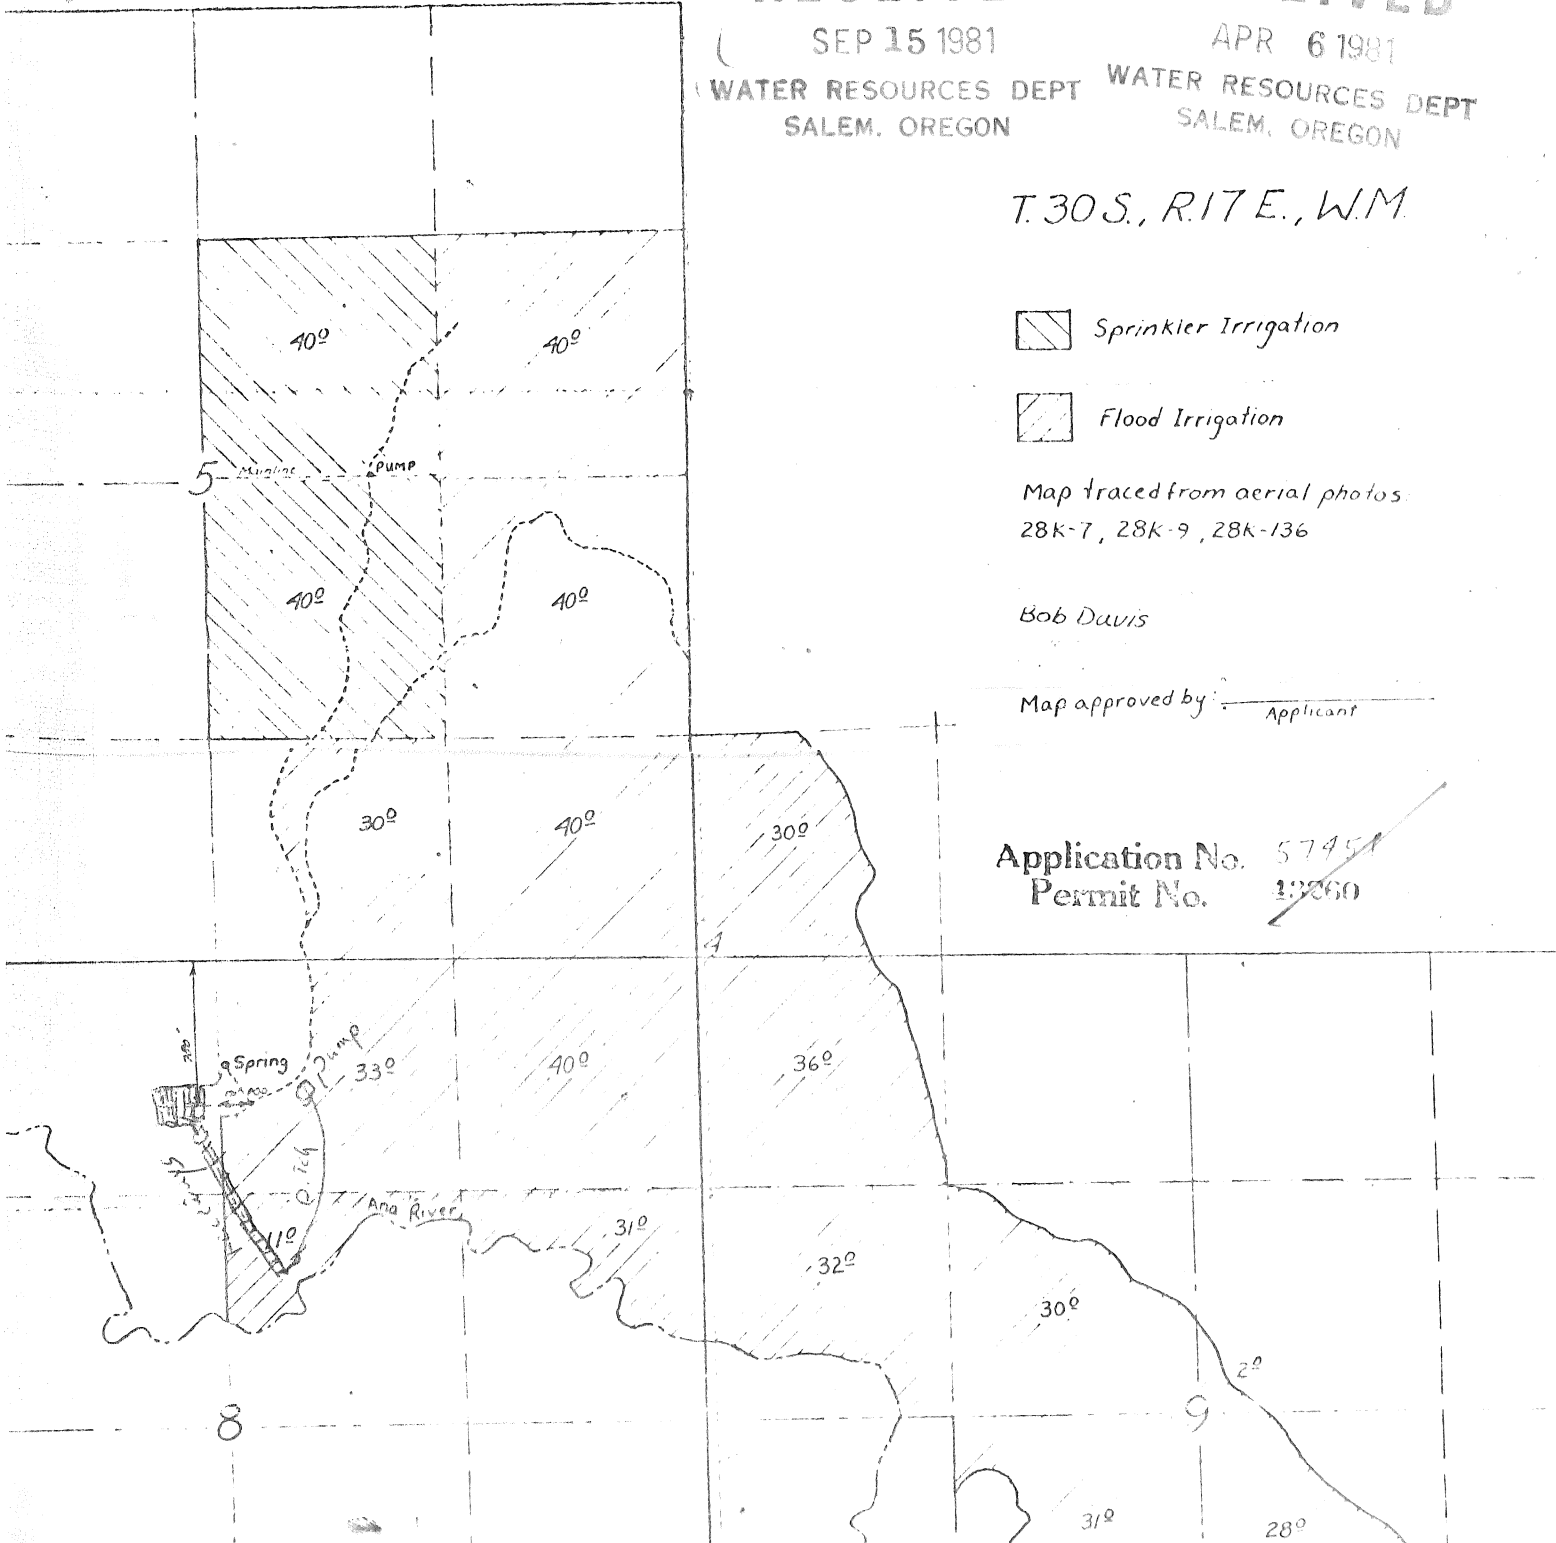 SEP 15 1981
WATER RESOURCES DEPT
SALEM, OREGON
APR 6 1981
WATER RESOURCES DEPT
SALEM, OREGON
T. 30 S., R. 17 E., W.M.
Sprinkler Irrigation
Flood Irrigation
Map traced from aerial photos
28K-7, 28K-9, 28K-136
Bob Davis
Map approved by:
Applicant
Application No.
Permit No.
40º
40º
5
Mainline
PUMP
40º
40º
30º
40º
30º
4
Spring
Pump
33º
40º
36º
Ditch
Ana River
11º
31º
32º
30º
2º
8
9
31º
28º